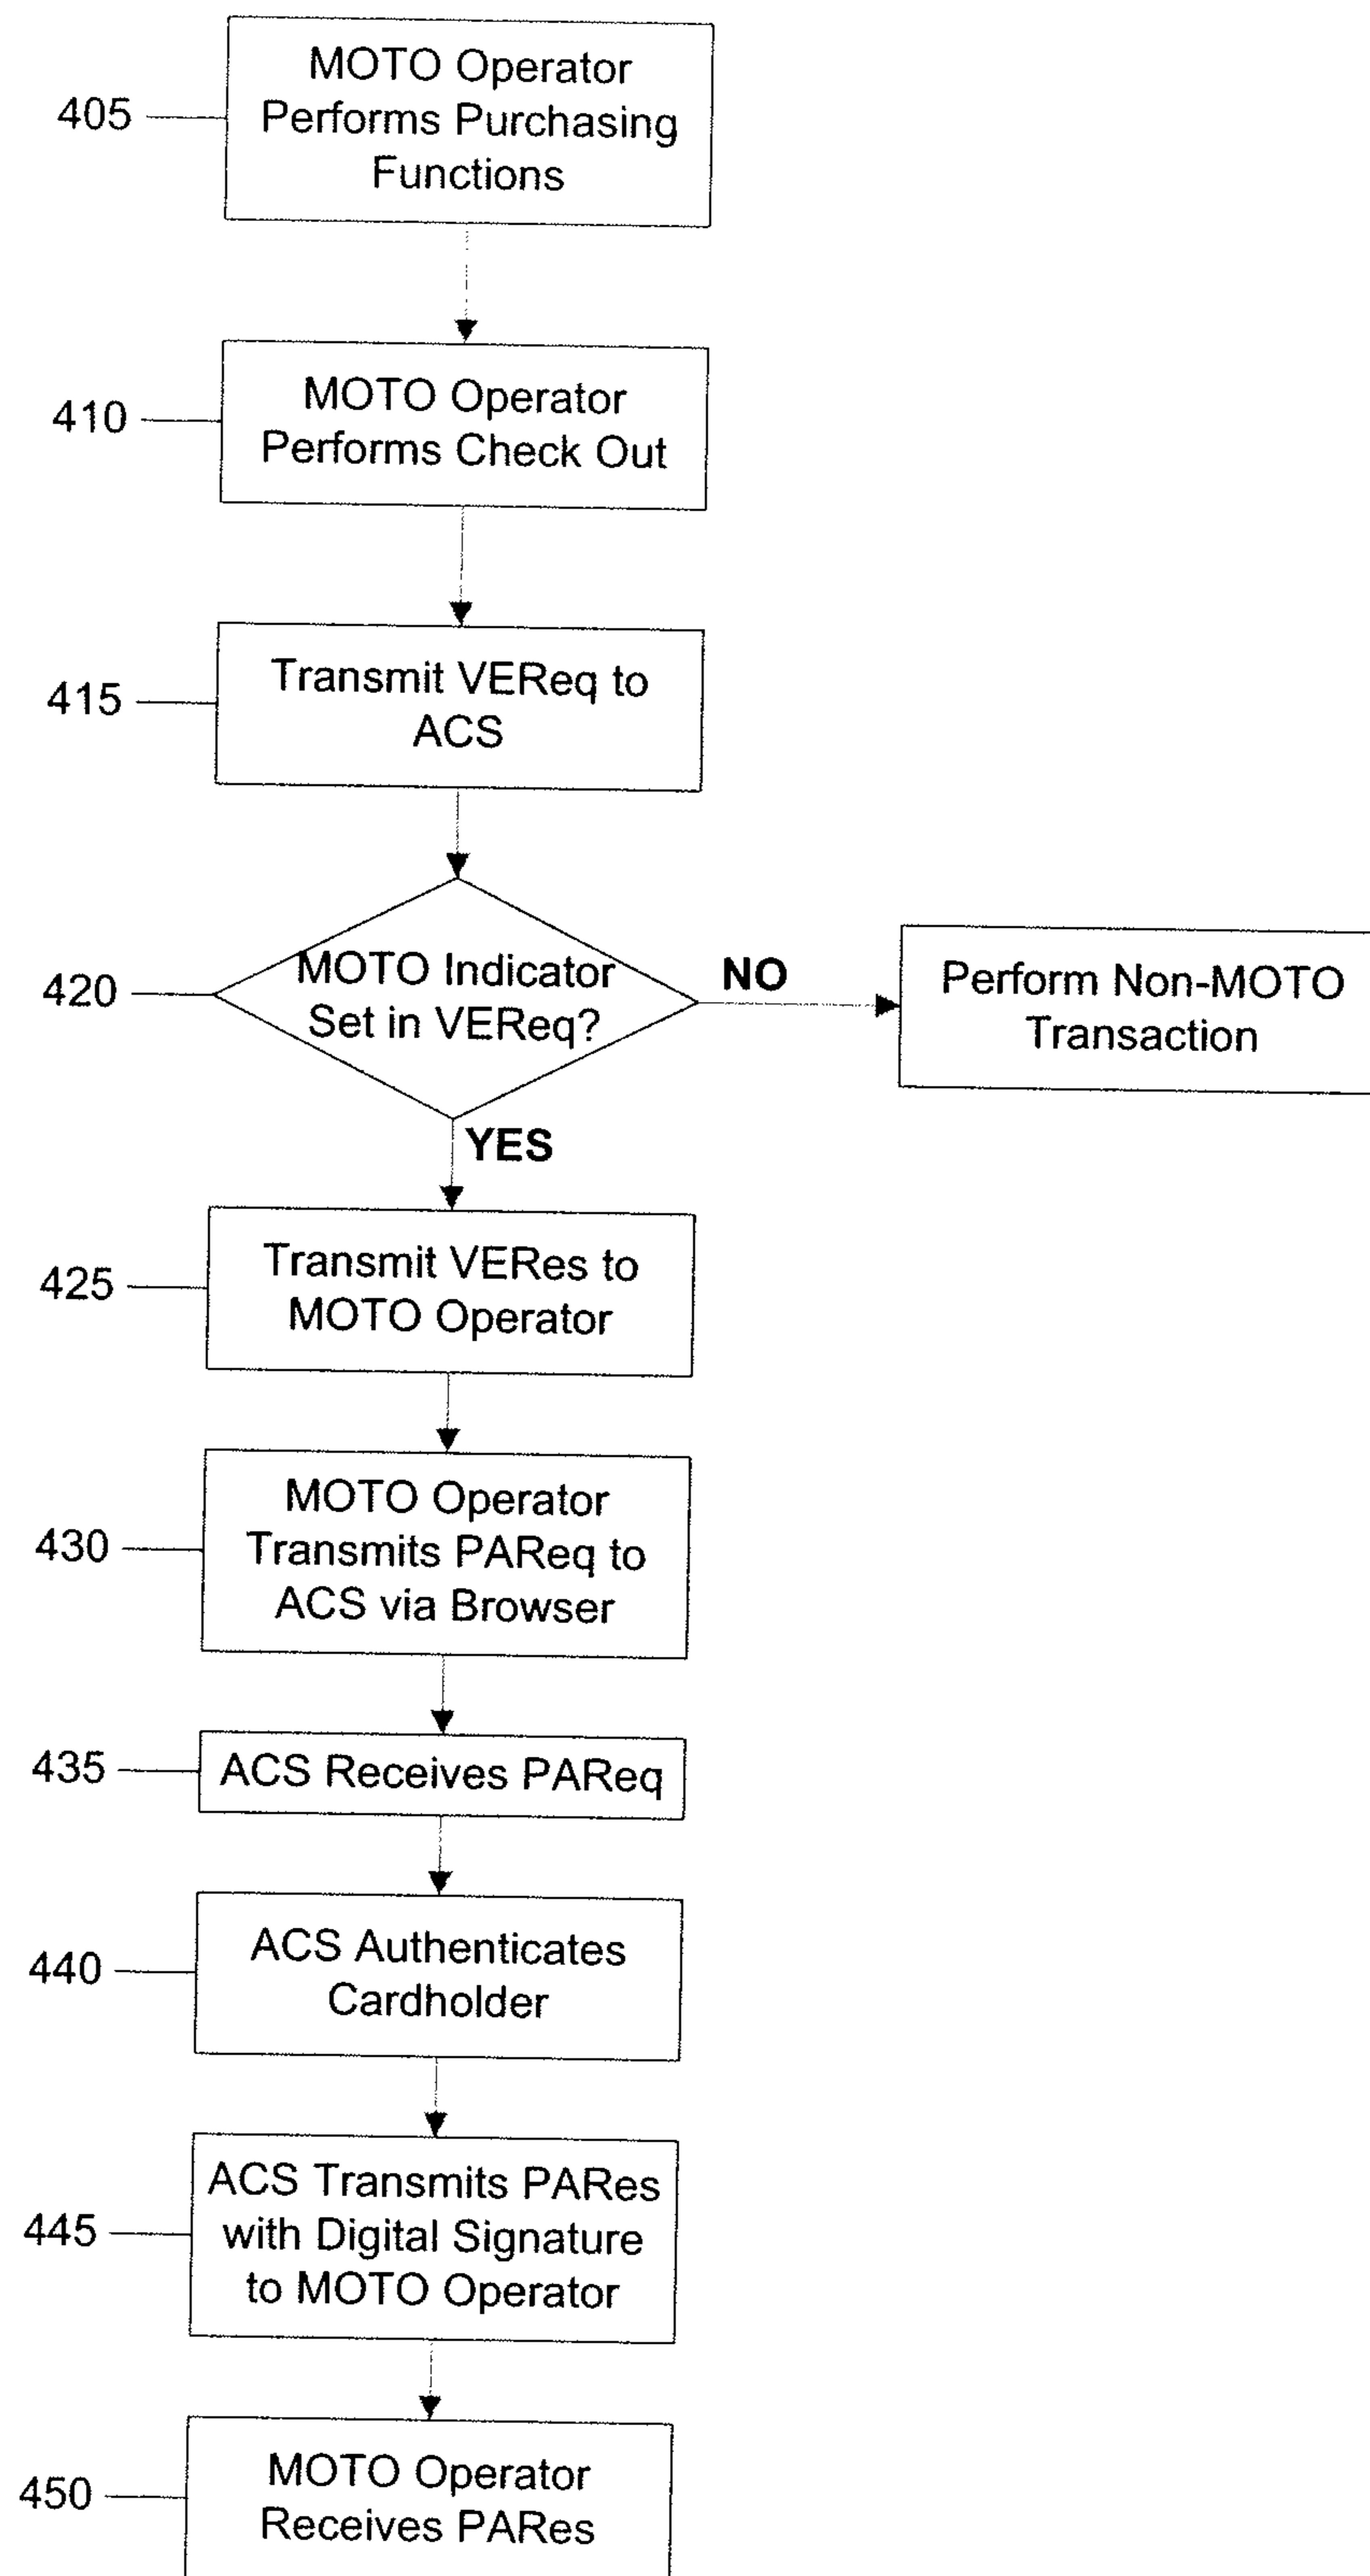 MOTO Operator
Performs Purchasing
Functions
405
MOTO Operator
Performs Check Out
410
Transmit VEReq to
ACS
415
MOTO Indicator
Set in VEReq?
420
NO
Perform Non-MOTO
Transaction
YES
Transmit VERes to
MOTO Operator
425
MOTO Operator
Transmits PAReq to
ACS via Browser
430
ACS Receives PAReq
435
ACS Authenticates
Cardholder
440
ACS Transmits PARes
with Digital Signature
to MOTO Operator
445
MOTO Operator
Receives PARes
450